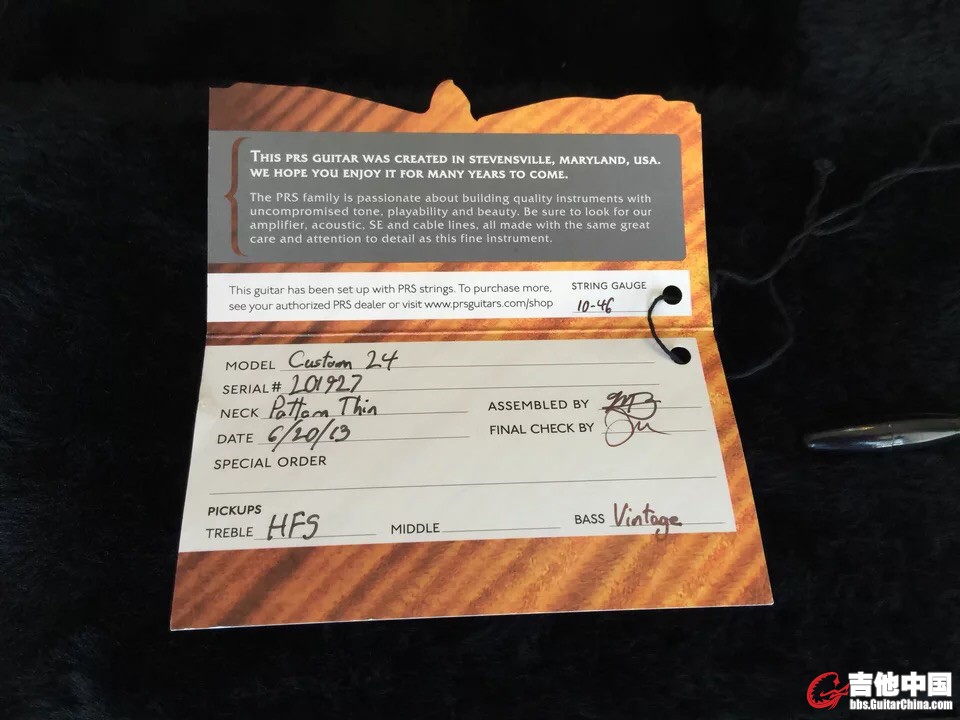 THIS PRS GUITAR WAS CREATED IN STEVENSVILLE, MARYLAND, USA.
WE HOPE YOU ENJOY IT FOR MANY YEARS TO COME.
The PRS family is passionate about building quality instruments with
uncompromised tone, playability and beauty. Be sure to look for our
amplifier, acoustic, SE and cable lines, all made with the same great
care and attention to detail as this fine instrument.
This guitar has been set up with PRS strings. To purchase more,
see your authorized PRS dealer or visit www.prsguitars.com/shop
STRING GAUGE
10-46
MODEL Custom 24
SERIAL# 201927
NECK Pattern Thin
DATE 6/20/13
ASSEMBLED BY
FINAL CHECK BY
SPECIAL ORDER
PICKUPS
TREBLE HFS
MIDDLE
BASS Vintage
吉他中国
bbs.GuitarChina.com